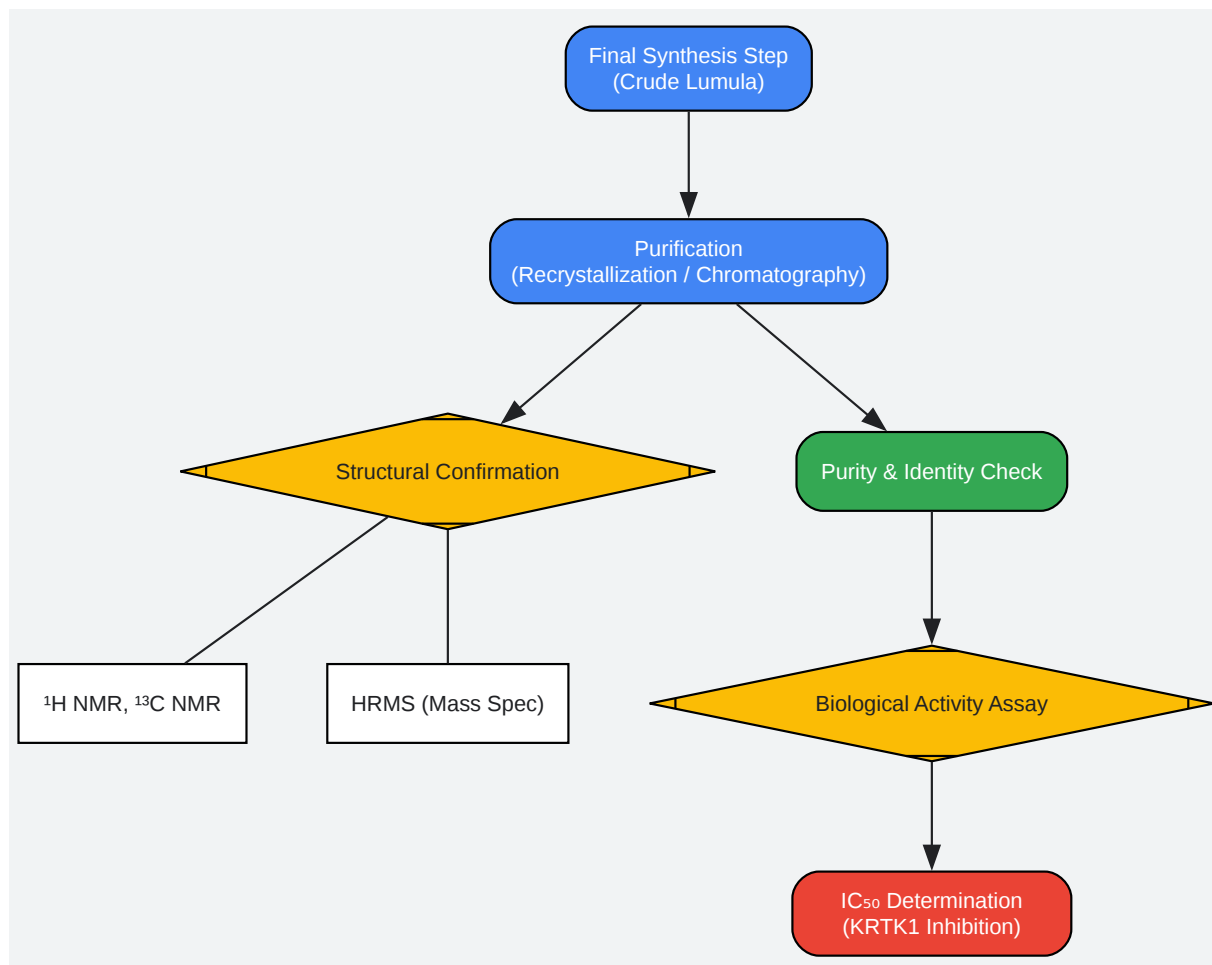 Final Synthesis Step
(Crude Lumula)
Purification
(Recrystallization / Chromatography)
Structural Confirmation
Purity & Identity Check
¹H NMR, ¹³C NMR
HRMS (Mass Spec)
Biological Activity Assay
IC₅₀ Determination
(KRTK1 Inhibition)